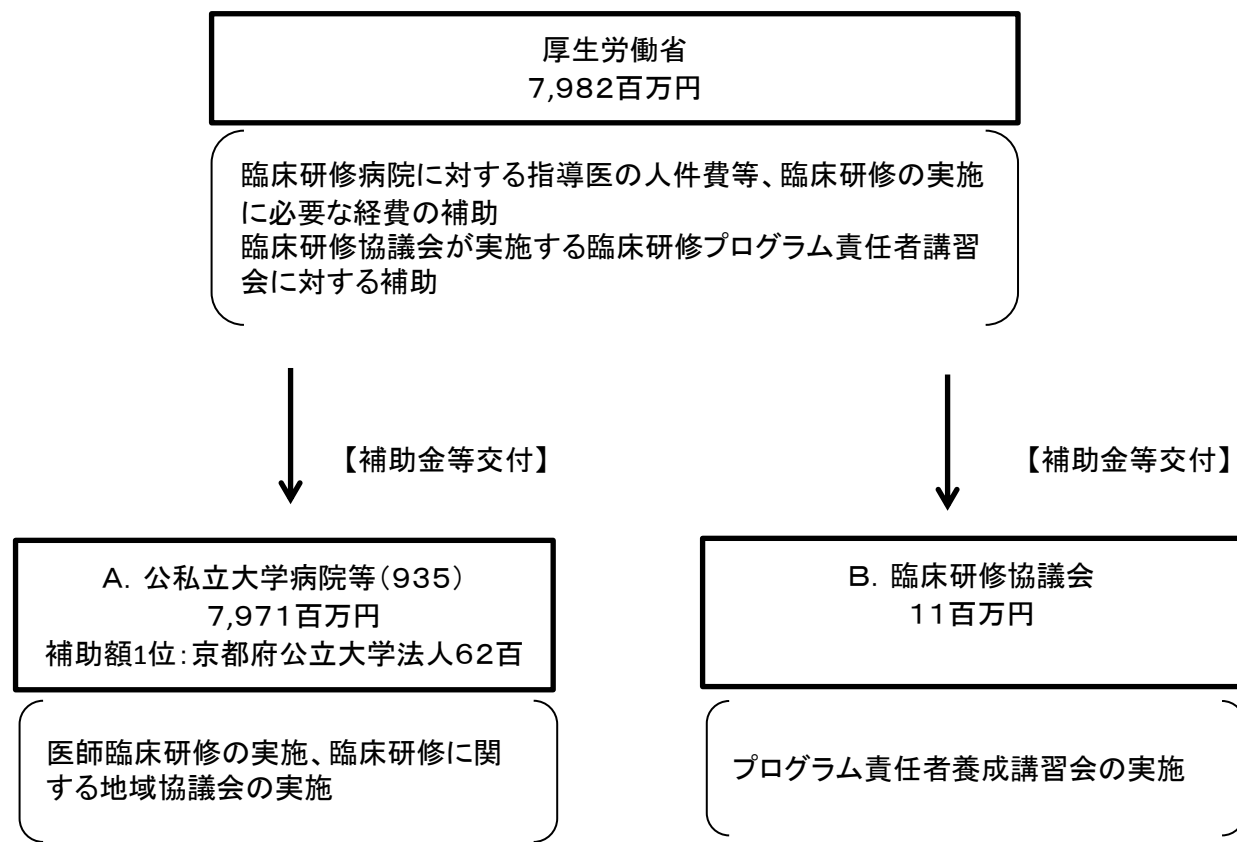 厚生労働省
7,982百万円
臨床研修病院に対する指導医の人件費等、臨床研修の実施
に必要な経費の補助
臨床研修協議会が実施する臨床研修プログラム責任者講習
会に対する補助
【補助金等交付】
【補助金等交付】
A. 公私立大学病院等(935)
7,971百万円
補助額1位:京都府公立大学法人62百
B. 臨床研修協議会
11百万円
医師臨床研修の実施、臨床研修に関
する地域協議会の実施
プログラム責任者養成講習会の実施